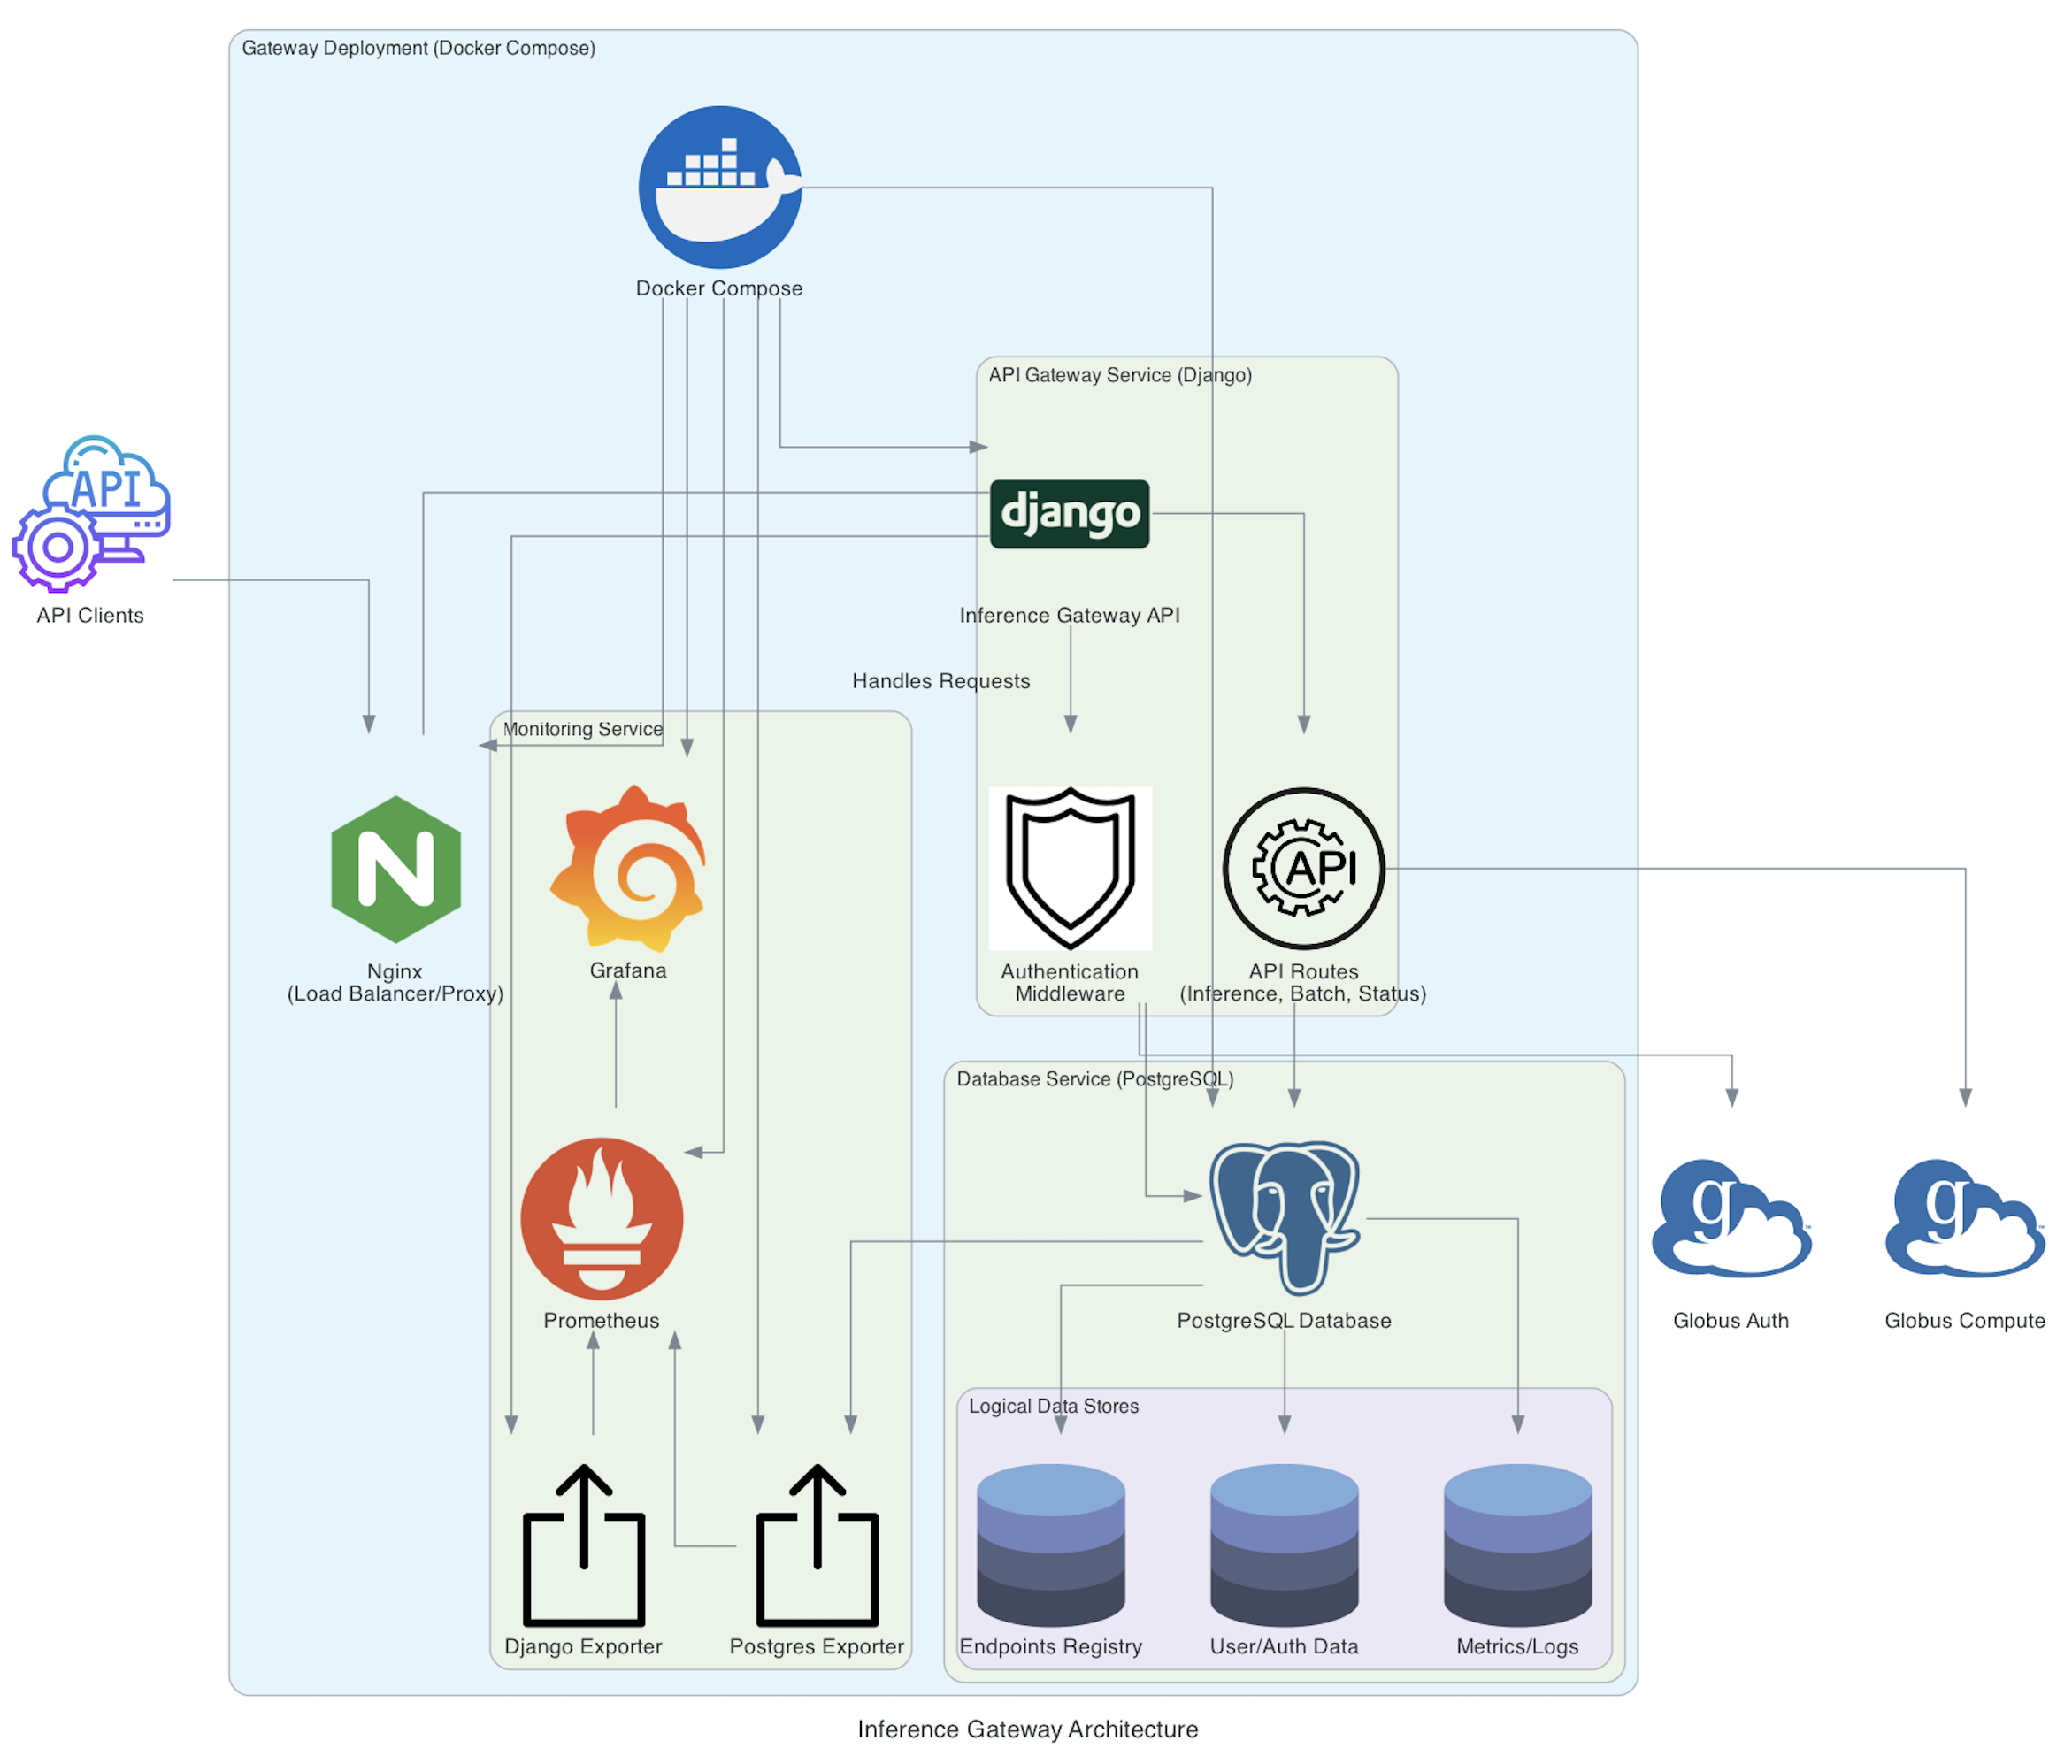 Gateway Deployment (Docker Compose)
Docker Compose
API Gateway Service (Django)
API
API Clients
django
Inference Gateway API
Handles Requests
Monitoring Service
N
Nginx
(Load Balancer/Proxy)
Grafana
Authentication
Middleware
API
API Routes
(Inference, Batch, Status)
Database Service (PostgreSQL)
Prometheus
PostgreSQL Database
g
Globus Auth
g
Globus Compute
Logical Data Stores
Django Exporter
Postgres Exporter
Endpoints Registry
User/Auth Data
Metrics/Logs
Inference Gateway Architecture